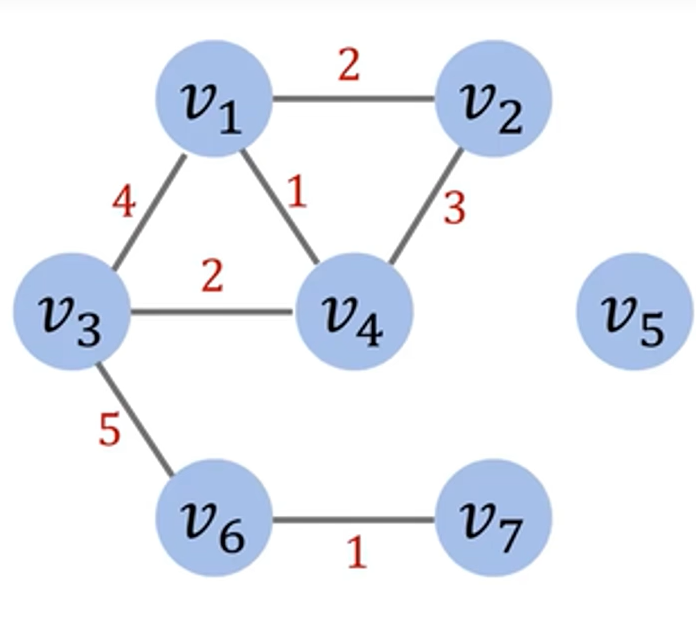 v₁ 2 v₂
4 1 3
v₃ 2 v₄ v₅
5
v₆ 1 v₇